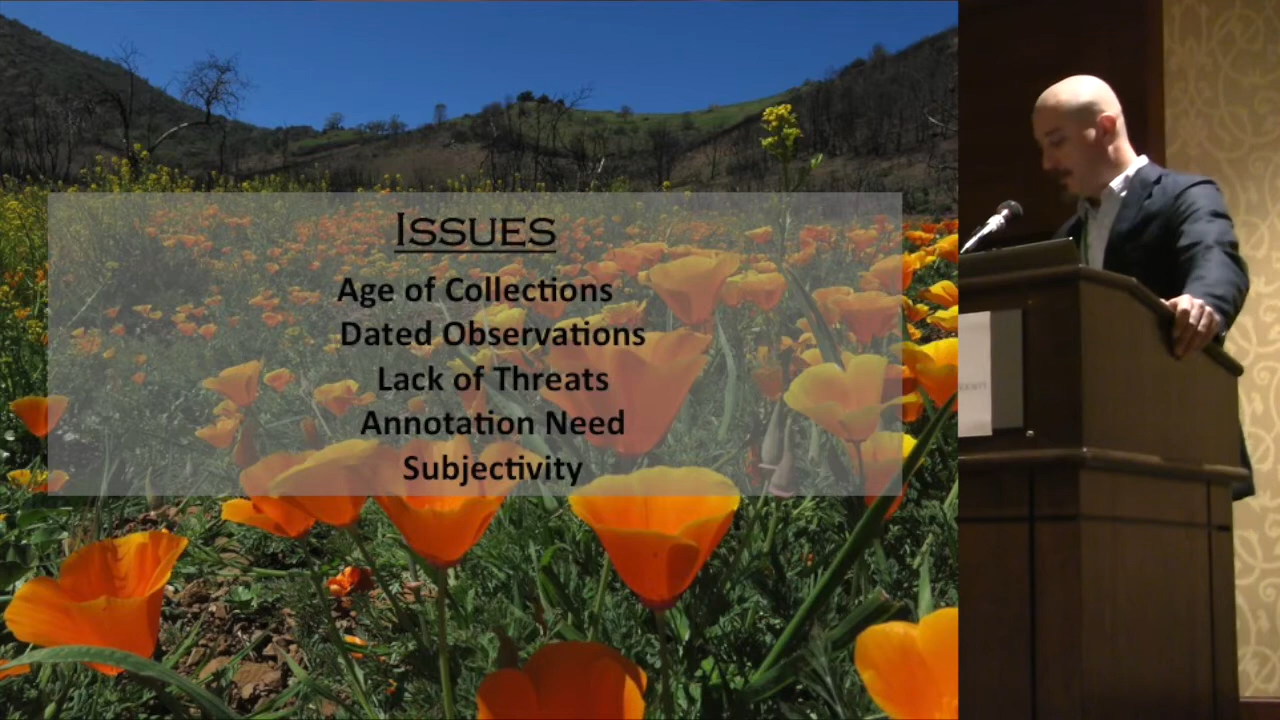 Issues
Age of Collections
Dated Observations
Lack of Threats
Annotation Need
Subjectivity